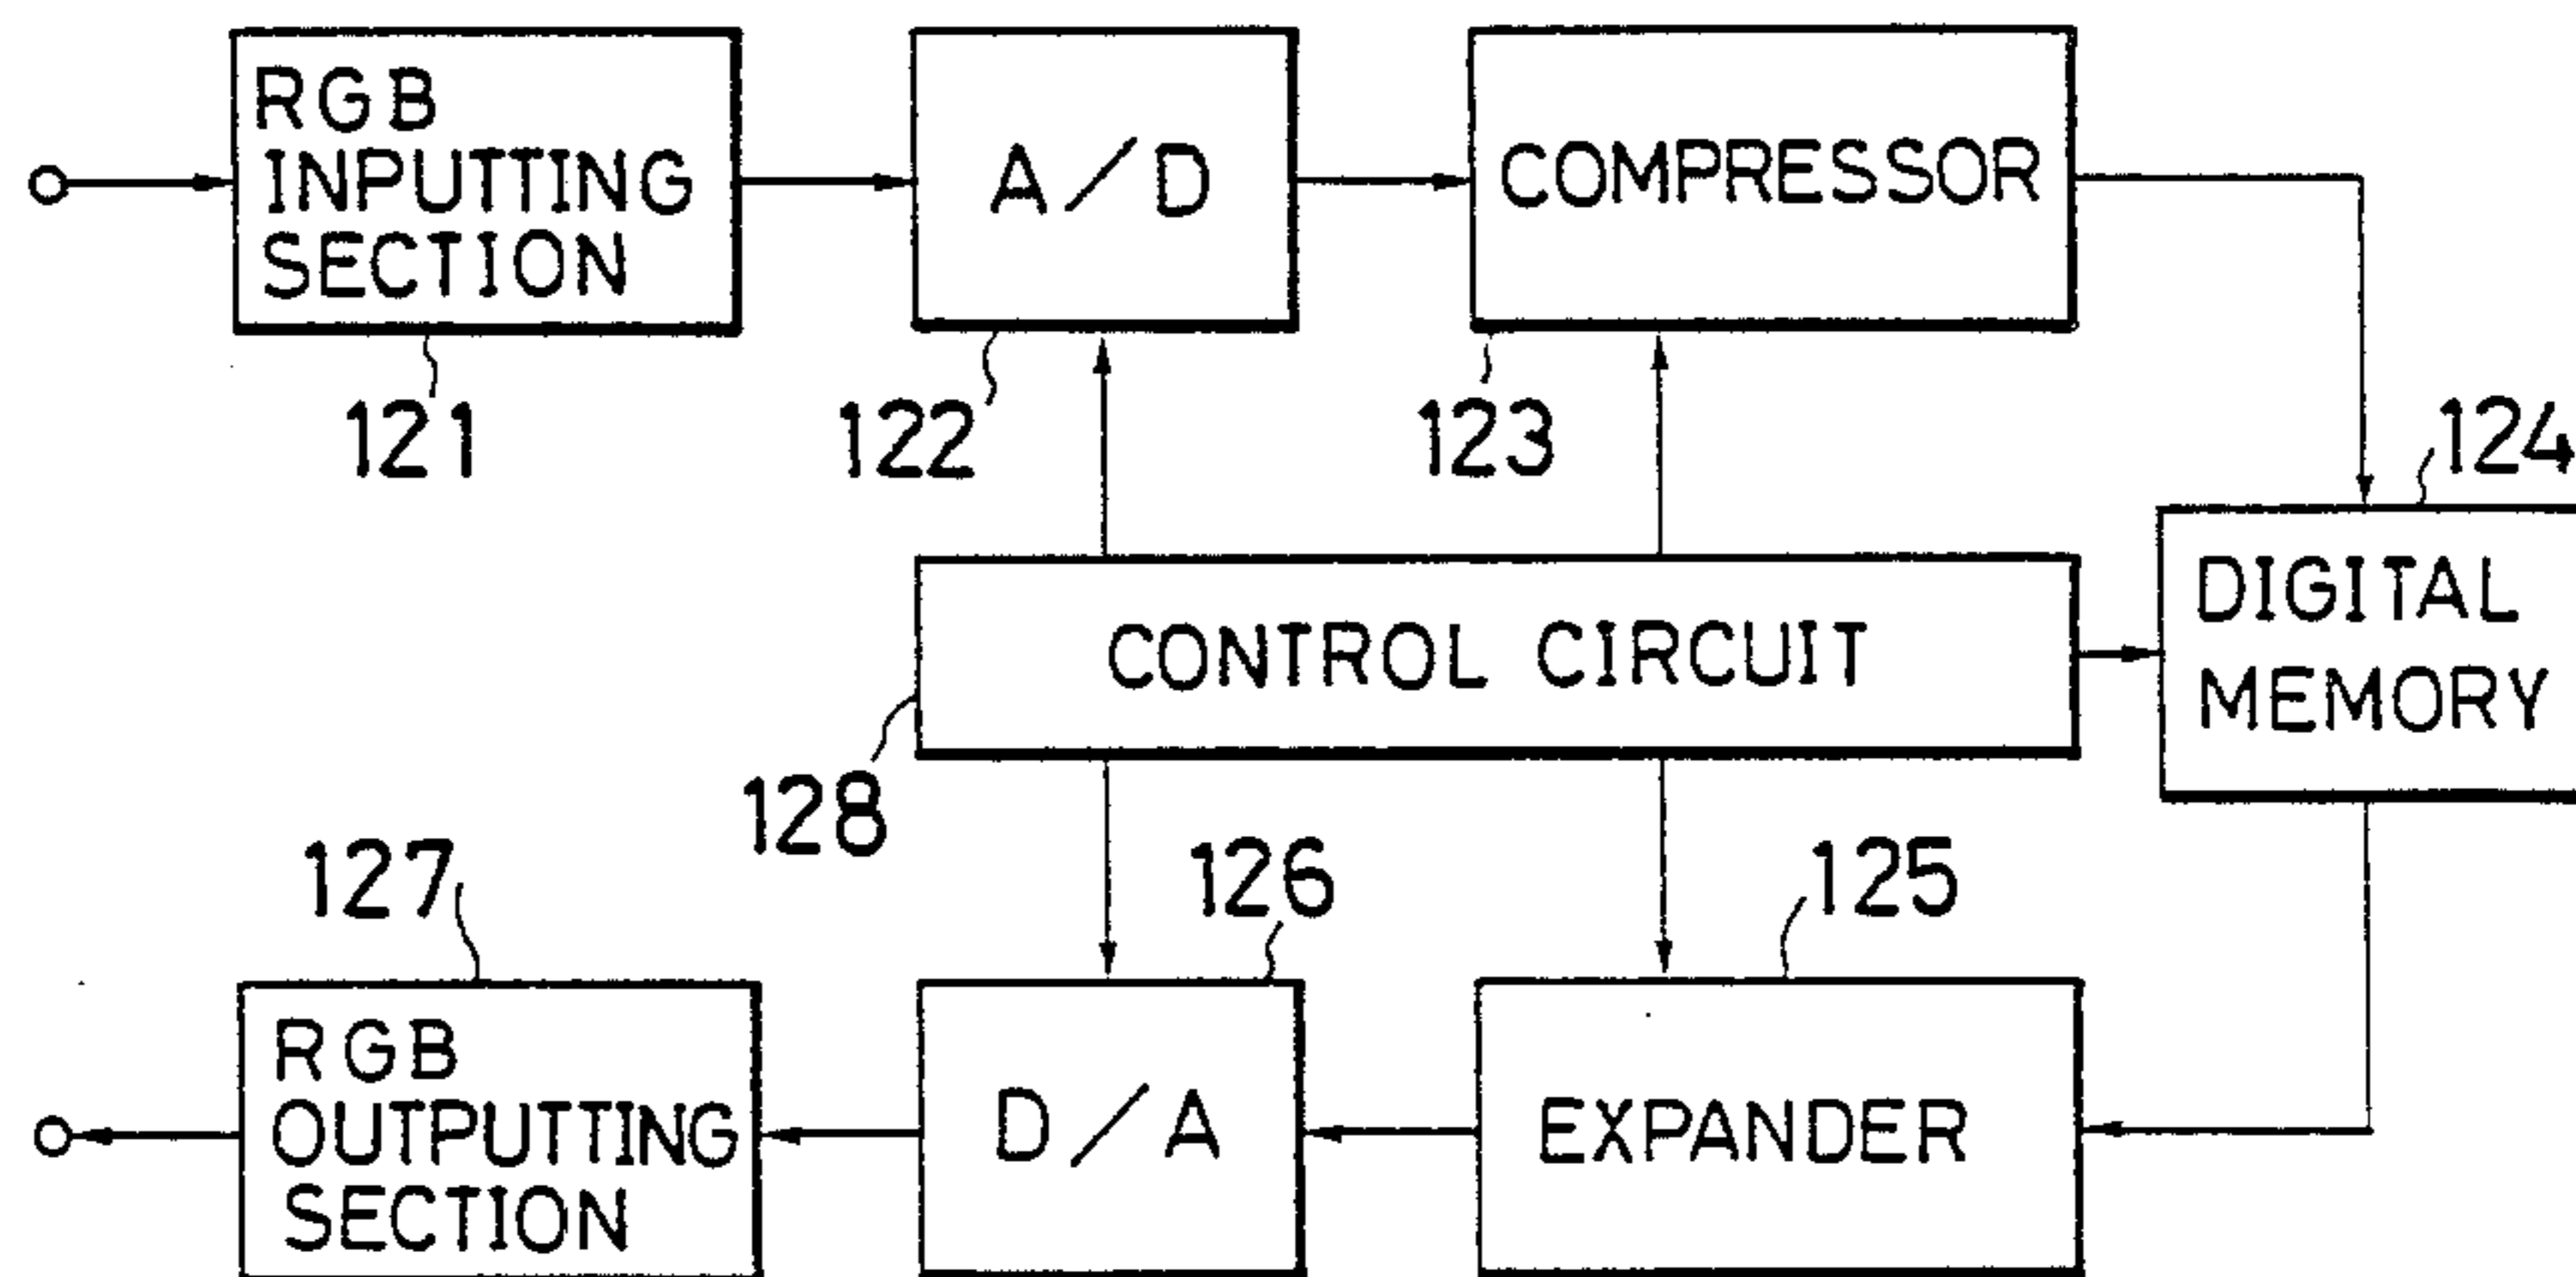 RGB
INPUTTING
SECTION
A/D
COMPRESSOR
121
122
123
124
CONTROL CIRCUIT
DIGITAL
MEMORY
128
127
126
125
RGB
OUTPUTTING
SECTION
D/A
EXPANDER